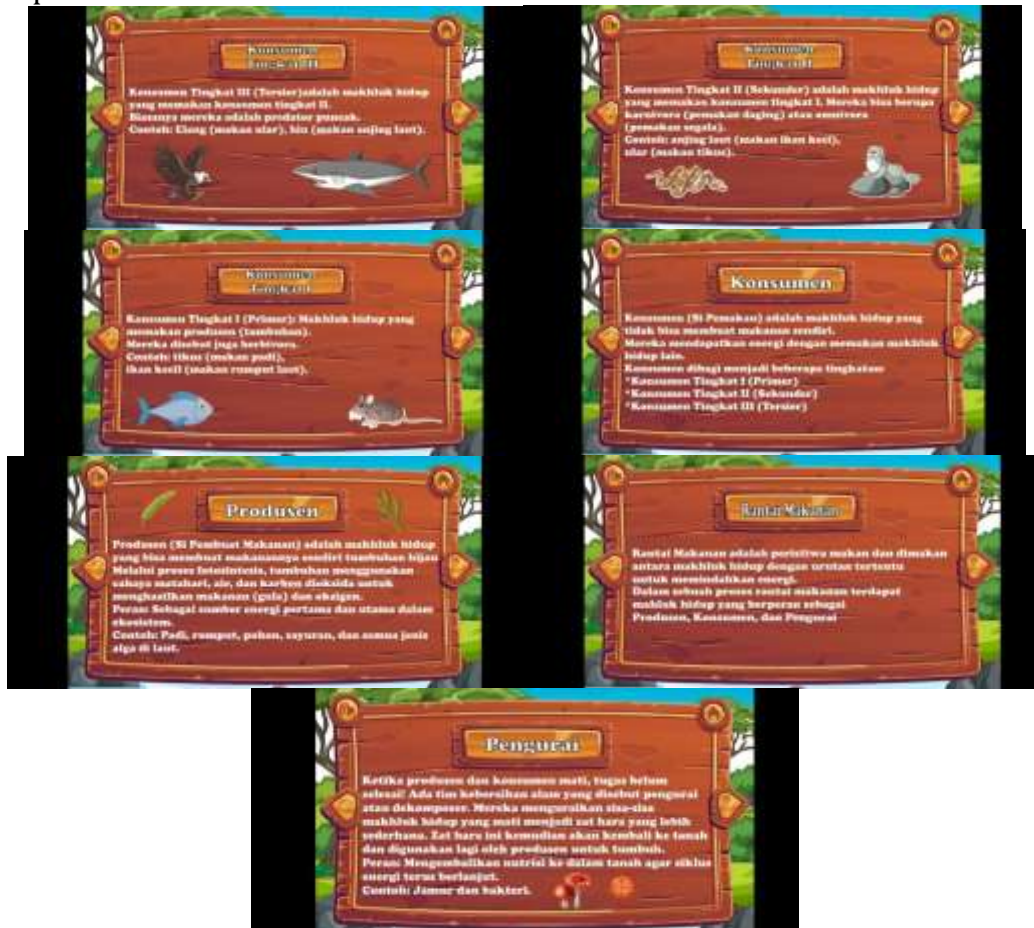 Konsumen
Tingkat III
Konsumen Tingkat III (Tersier)adalah makhluk hidup
yang memakan konsumen tingkat II.
Biasanya mereka adalah predator puncak.
Contoh: Elang (makan ular), hiu (makan anjing laut).
Konsumen
Tingkat II
Konsumen Tingkat II (Sekunder) adalah makhluk hidup
yang memakan konsumen tingkat I. Mereka bisa berupa
karnivora (pemakan daging) atau omnivora
(pemakan segala).
Contoh: anjing laut (makan ikan kecil),
ular (makan tikus).
Konsumen
Tingkat I
Konsumen Tingkat I (Primer): Makhluk hidup yang
memakan produsen (tumbuhan).
Mereka disebut juga herbivora.
Contoh: tikus (makan padi),
ikan kecil (makan rumput laut).
Konsumen
Konsumen (Si Pemakan) adalah makhluk hidup yang
tidak bisa membuat makanan sendiri.
Mereka mendapatkan energi dengan memakan makhluk
hidup lain.
Konsumen dibagi menjadi beberapa tingkatan:
*Konsumen Tingkat I (Primer)
*Konsumen Tingkat II (Sekunder)
*Konsumen Tingkat III (Tersier)
Produsen
Produsen (Si Pembuat Makanan) adalah makhluk hidup
yang bisa membuat makanannya sendiri tumbuhan hijau
Melalui proses fotosintesis, tumbuhan menggunakan
cahaya matahari, air, dan karbon dioksida untuk
menghasilkan makanan (gula) dan oksigen.
Peran: Sebagai sumber energi pertama dan utama dalam
ekosistem.
Contoh: Padi, rumput, pohon, sayuran, dan semua jenis
alga di laut.
Rantai Makanan
Rantai Makanan adalah peristiwa makan dan dimakan
antara makhluk hidup dengan urutan tertentu
untuk memindahkan energi.
Dalam sebuah proses rantai makanan terdapat
mahluk hidup yang berperan sebagai
Produsen, Konsumen, dan Pengurai
Pengurai
Ketika produsen dan konsumen mati, tugas belum
selesai! Ada tim kebersihan alam yang disebut pengurai
atau dekomposer. Mereka menguraikan sisa-sisa
makhluk hidup yang mati menjadi zat hara yang lebih
sederhana. Zat hara ini kemudian akan kembali ke tanah
dan digunakan lagi oleh produsen untuk tumbuh.
Peran: Mengembalikan nutrisi ke dalam tanah agar siklus
energi terus berlanjut.
Contoh: Jamur dan bakteri.